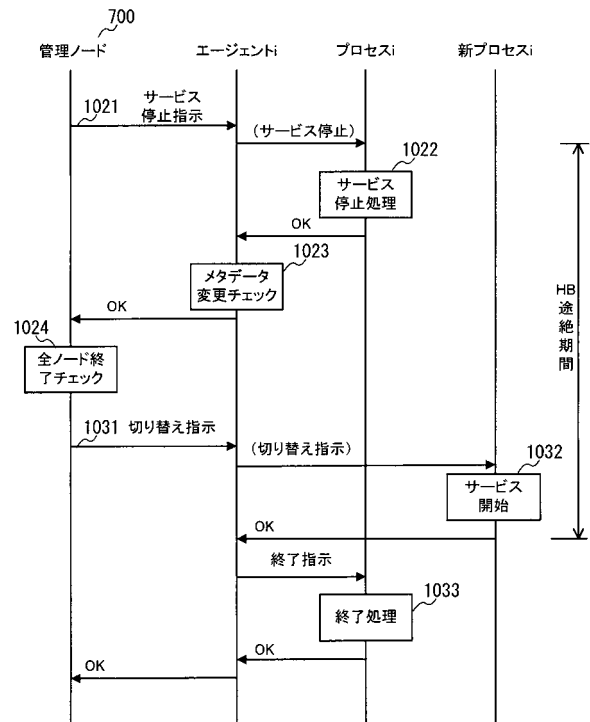 700
管理ノード
エージェントi
プロセスi
新プロセスi
1021
サービス
停止指示
(サービス停止)
1022
サービス
停止処理
OK
1023
メタデータ
変更チェック
OK
1024
全ノード終
了チェック
HB途絶期間
1031
切り替え指示
(切り替え指示)
1032
サービス
開始
OK
終了指示
1033
終了処理
OK
OK